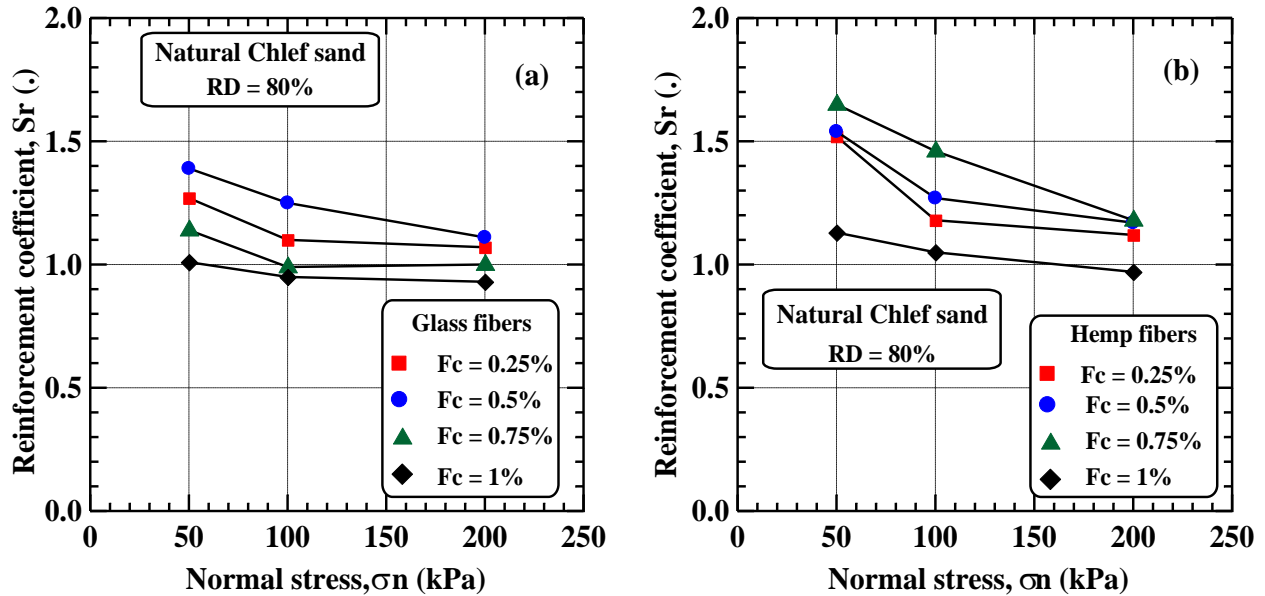 2.0
1.5
1.0
0.5
0.0
Reinforcement coefficient, Sr (.)
Natural Chlef sand
RD = 80%
(a)
Glass fibers
Fc = 0.25%
Fc = 0.5%
Fc = 0.75%
Fc = 1%
0 50 100 150 200 250
Normal stress,σn (kPa)
2.0
1.5
1.0
0.5
0.0
Reinforcement coefficient, Sr (.)
(b)
Natural Chlef sand
RD = 80%
Hemp fibers
Fc = 0.25%
Fc = 0.5%
Fc = 0.75%
Fc = 1%
0 50 100 150 200 250
Normal stress, σn (kPa)